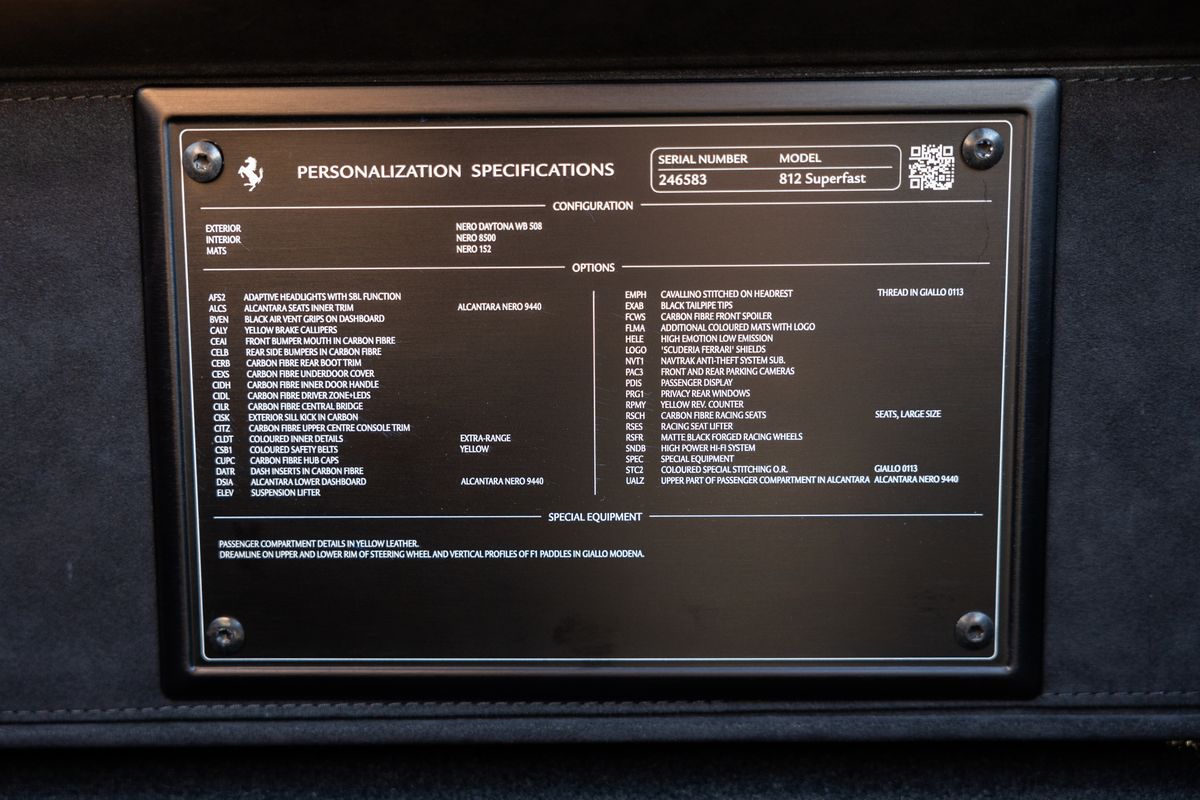 PERSONALIZATION SPECIFICATIONS
SERIAL NUMBER MODEL
246583 812 Superfast
CONFIGURATION
EXTERIOR NERO DAYTONA WB 508
INTERIOR NERO 8500
MATS NERO 152
OPTIONS
AFS2 ADAPTIVE HEADLIGHTS WITH SBL FUNCTION
ALCS ALCANTARA SEATS INNER TRIM ALCANTARA NERO 9440
BVEN BLACK AIR VENT GRIPS ON DASHBOARD
CALY YELLOW BRAKE CALLIPERS
CEAI FRONT BUMPER MOUTH IN CARBON FIBRE
CELB REAR SIDE BUMPERS IN CARBON FIBRE
CERB CARBON FIBRE REAR BOOT TRIM
CEXS CARBON FIBRE UNDERDOOR COVER
CIDH CARBON FIBRE INNER DOOR HANDLE
CIDL CARBON FIBRE DRIVER ZONE+LEDS
CILR CARBON FIBRE CENTRAL BRIDGE
CISK EXTERIOR SILL KICK IN CARBON
CITZ CARBON FIBRE UPPER CENTRE CONSOLE TRIM
CLDT COLOURED INNER DETAILS EXTRA-RANGE
CSB1 COLOURED SAFETY BELTS YELLOW
CUPC CARBON FIBRE HUB CAPS
DATR DASH INSERTS IN CARBON FIBRE
DSIA ALCANTARA LOWER DASHBOARD ALCANTARA NERO 9440
ELEV SUSPENSION LIFTER
EMPH CAVALLINO STITCHED ON HEADREST THREAD IN GIALLO 0113
EXAB BLACK TAILPIPE TIPS
FCWS CARBON FIBRE FRONT SPOILER
FLMA ADDITIONAL COLOURED MATS WITH LOGO
HELE HIGH EMOTION LOW EMISSION
LOGO 'SCUDERIA FERRARI' SHIELDS
NVT1 NAVTRAK ANTI-THEFT SYSTEM SUB.
PAC3 FRONT AND REAR PARKING CAMERAS
PDIS PASSENGER DISPLAY
PRG1 PRIVACY REAR WINDOWS
RPMY YELLOW REV. COUNTER
RSCH CARBON FIBRE RACING SEATS SEATS, LARGE SIZE
RSES RACING SEAT LIFTER
RSFR MATTE BLACK FORGED RACING WHEELS
SNDB HIGH POWER HI-FI SYSTEM
SPEC SPECIAL EQUIPMENT
STC2 COLOURED SPECIAL STITCHING O.R. GIALLO 0113
UALZ UPPER PART OF PASSENGER COMPARTMENT IN ALCANTARA ALCANTARA NERO 9440
SPECIAL EQUIPMENT
PASSENGER COMPARTMENT DETAILS IN YELLOW LEATHER.
DREAMLINE ON UPPER AND LOWER RIM OF STEERING WHEEL AND VERTICAL PROFILES OF F1 PADDLES IN GIALLO MODENA.